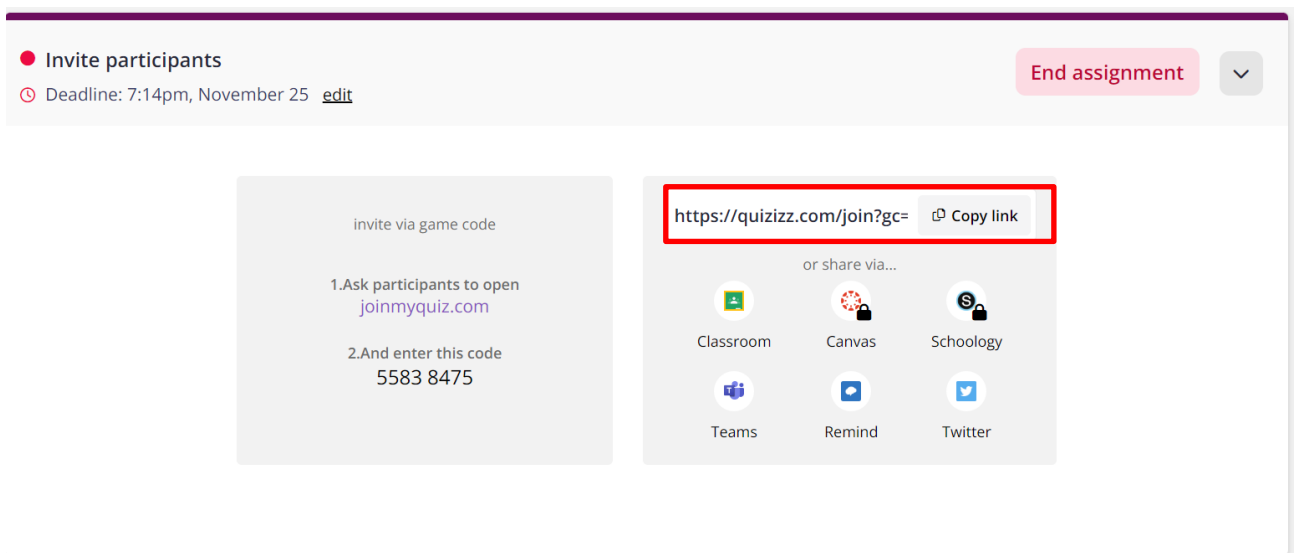 Invite participants
Deadline: 7:14pm, November 25 edit
End assignment
invite via game code
1.Ask participants to open
joinmyquiz.com
2.And enter this code
5583 8475
https://quizizz.com/join?gc= Copy link
or share via...
Classroom Canvas Schoology
Teams Remind Twitter